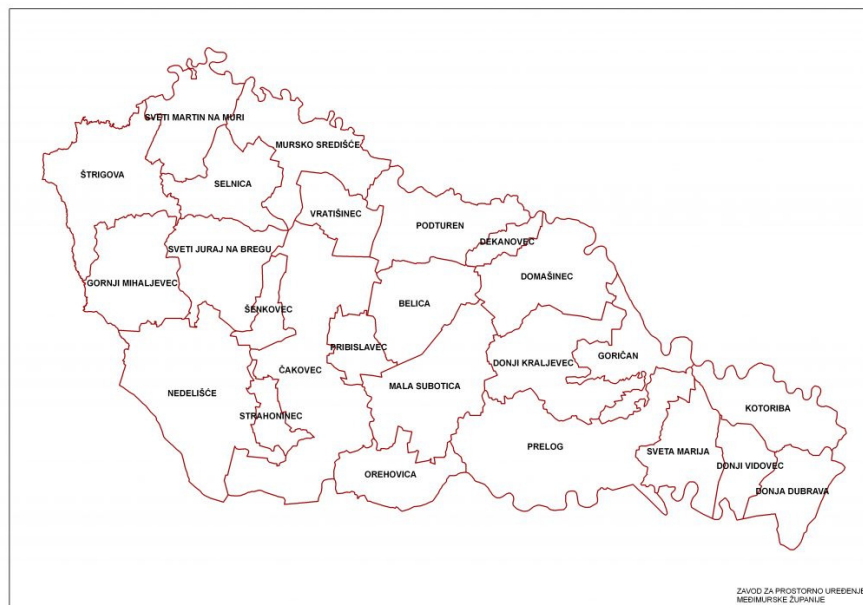 SVETI MARTIN NA MURI
MURSKO SREDIŠĆE
ŠTRIGOVA
SELNICA
VRATIŠINEC
PODTUREN
DEKANOVEC
SVETI JURAJ NA BREGU
GORNJI MIHALJEVEC
DOMAŠINEC
BELICA
ŠENKOVEC
PRIBISLAVEC
DONJI KRALJEVEC
GORIČAN
ČAKOVEC
MALA SUBOTICA
NEDELIŠĆE
KOTORIBA
STRAHONINEC
PRELOG
SVETA MARIJA
DONJI VIDOVEC
OREHOVICA
DONJA DUBRAVA
ZAVOD ZA PROSTORNO UREĐENJE
MEĐIMURSKE ŽUPANIJE